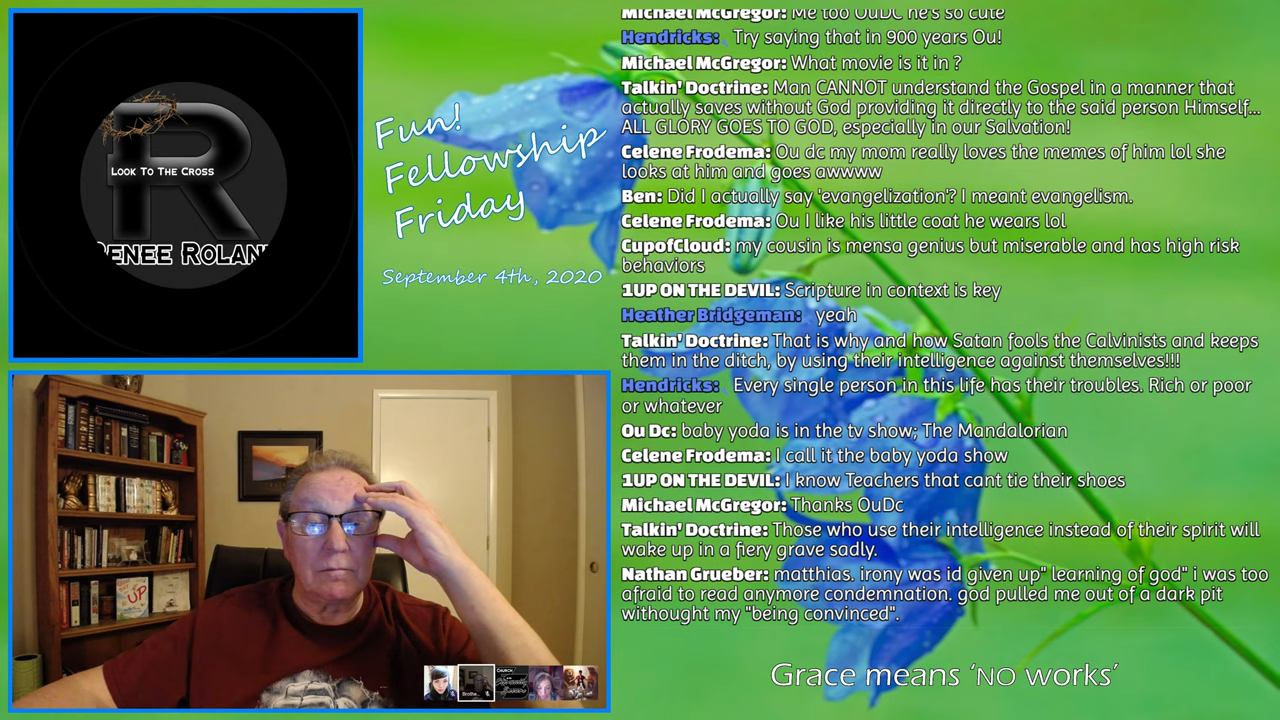 LOOK TO THE CROSS
RENEE ROLAN
Fun!
Fellowship
Friday
September 4th, 2020
Michael McGregor: Me too OuDC he's so cute
Hendricks: Try saying that in 900 years Ou!
Michael McGregor: What movie is it in ?
Talkin' Doctrine: Man CANNOT understand the Gospel in a manner that
actually saves without God providing it directly to the said person Himself...
ALL GLORY GOES TO GOD, especially in our Salvation!
Celene Frodema: Ou dc my mom really loves the memes of him lol she
looks at him and goes awwww
Ben: Did I actually say 'evangelization'? I meant evangelism.
Celene Frodema: Ou I like his little coat he wears lol
CupofCloud: my cousin is mensa genius but miserable and has high risk
behaviors
1UP ON THE DEVIL: Scripture in context is key
Heather Bridgeman: yeah
Talkin' Doctrine: That is why and how Satan fools the Calvinists and keeps
them in the ditch, by using their intelligence against themselves!!!
Hendricks: Every single person in this life has their troubles. Rich or poor
or whatever
Ou Dc: baby yoda is in the tv show; The Mandalorian
Celene Frodema: I call it the baby yoda show
1UP ON THE DEVIL: I know Teachers that cant tie their shoes
Michael McGregor: Thanks OuDc
Talkin' Doctrine: Those who use their intelligence instead of their spirit will
wake up in a fiery grave sadly.
Nathan Grueber: matthias. irony was id given up" learning of god" i was too
afraid to read anymore condemnation. god pulled me out of a dark pit
withought my "being convinced".
UP
Brothe...
CHURCH
Grace means 'NO works'